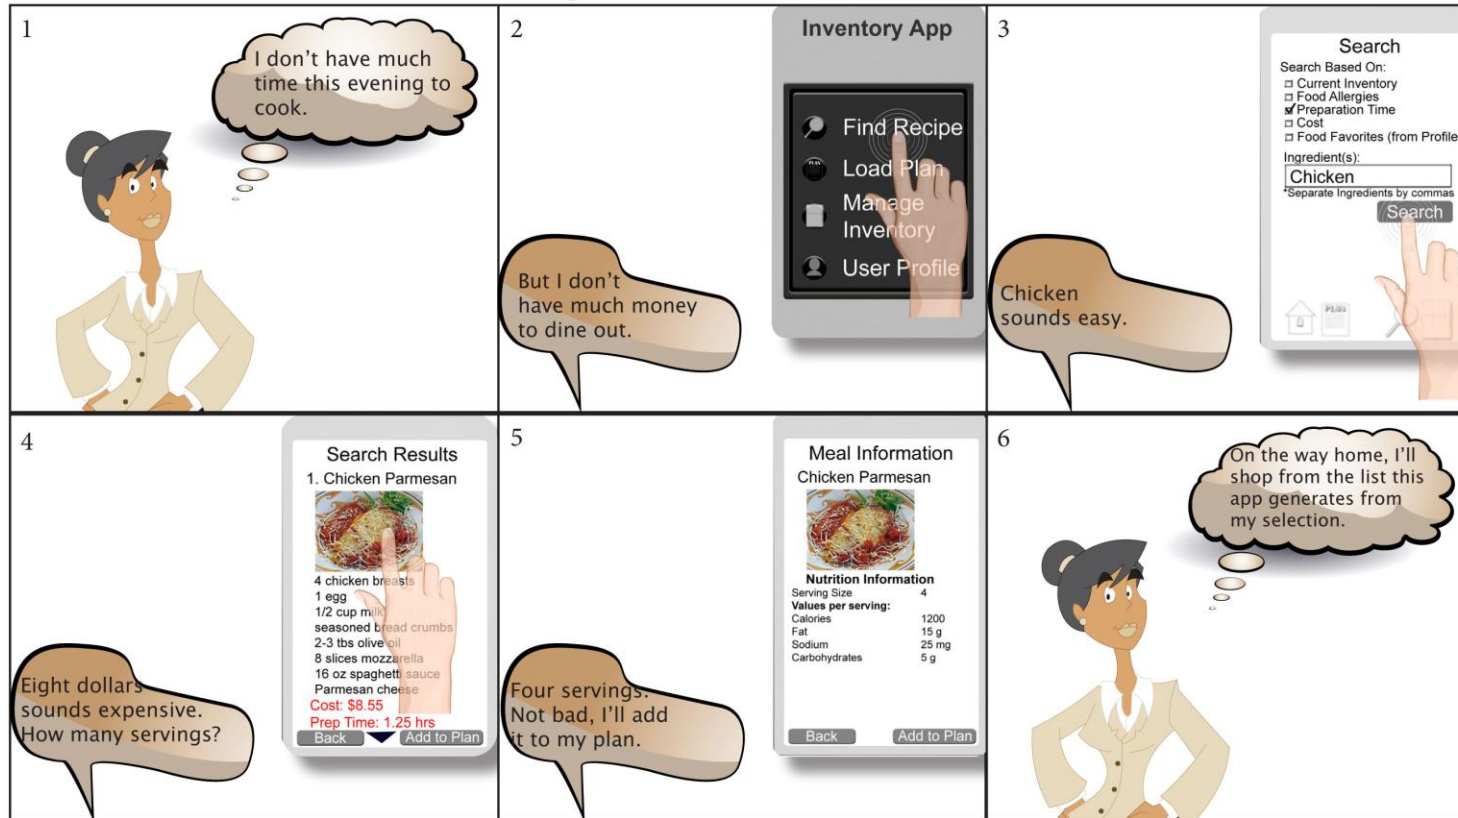 1
I don't have much
time this evening to
cook.
2
Inventory App
Find Recipe
Load Plan
Manage
Inventory
User Profile
But I don't
have much money
to dine out.
3
Search
Search Based On:
Current Inventory
Food Allergies
Preparation Time
Cost
Food Favorites (from Profile
Ingredient(s):
Chicken
*Separate Ingredients by commas
Search
PLAN
Chicken
sounds easy.
4
Search Results
1. Chicken Parmesan
4 chicken breasts
1 egg
1/2 cup milk
seasoned bread crumbs
2-3 tbs olive oil
8 slices mozzarella
16 oz spaghetti sauce
Parmesan cheese
Cost: $8.55
Prep Time: 1.25 hrs
Back Add to Plan
Eight dollars
sounds expensive.
How many servings?
5
Meal Information
Chicken Parmesan
Nutrition Information
Serving Size 4
Values per serving:
Calories 1200
Fat 15 g
Sodium 25 mg
Carbohydrates 5 g
Back Add to Plan
Four servings.
Not bad, I'll add
it to my plan.
6
On the way home, I'll
shop from the list this
app generates from
my selection.